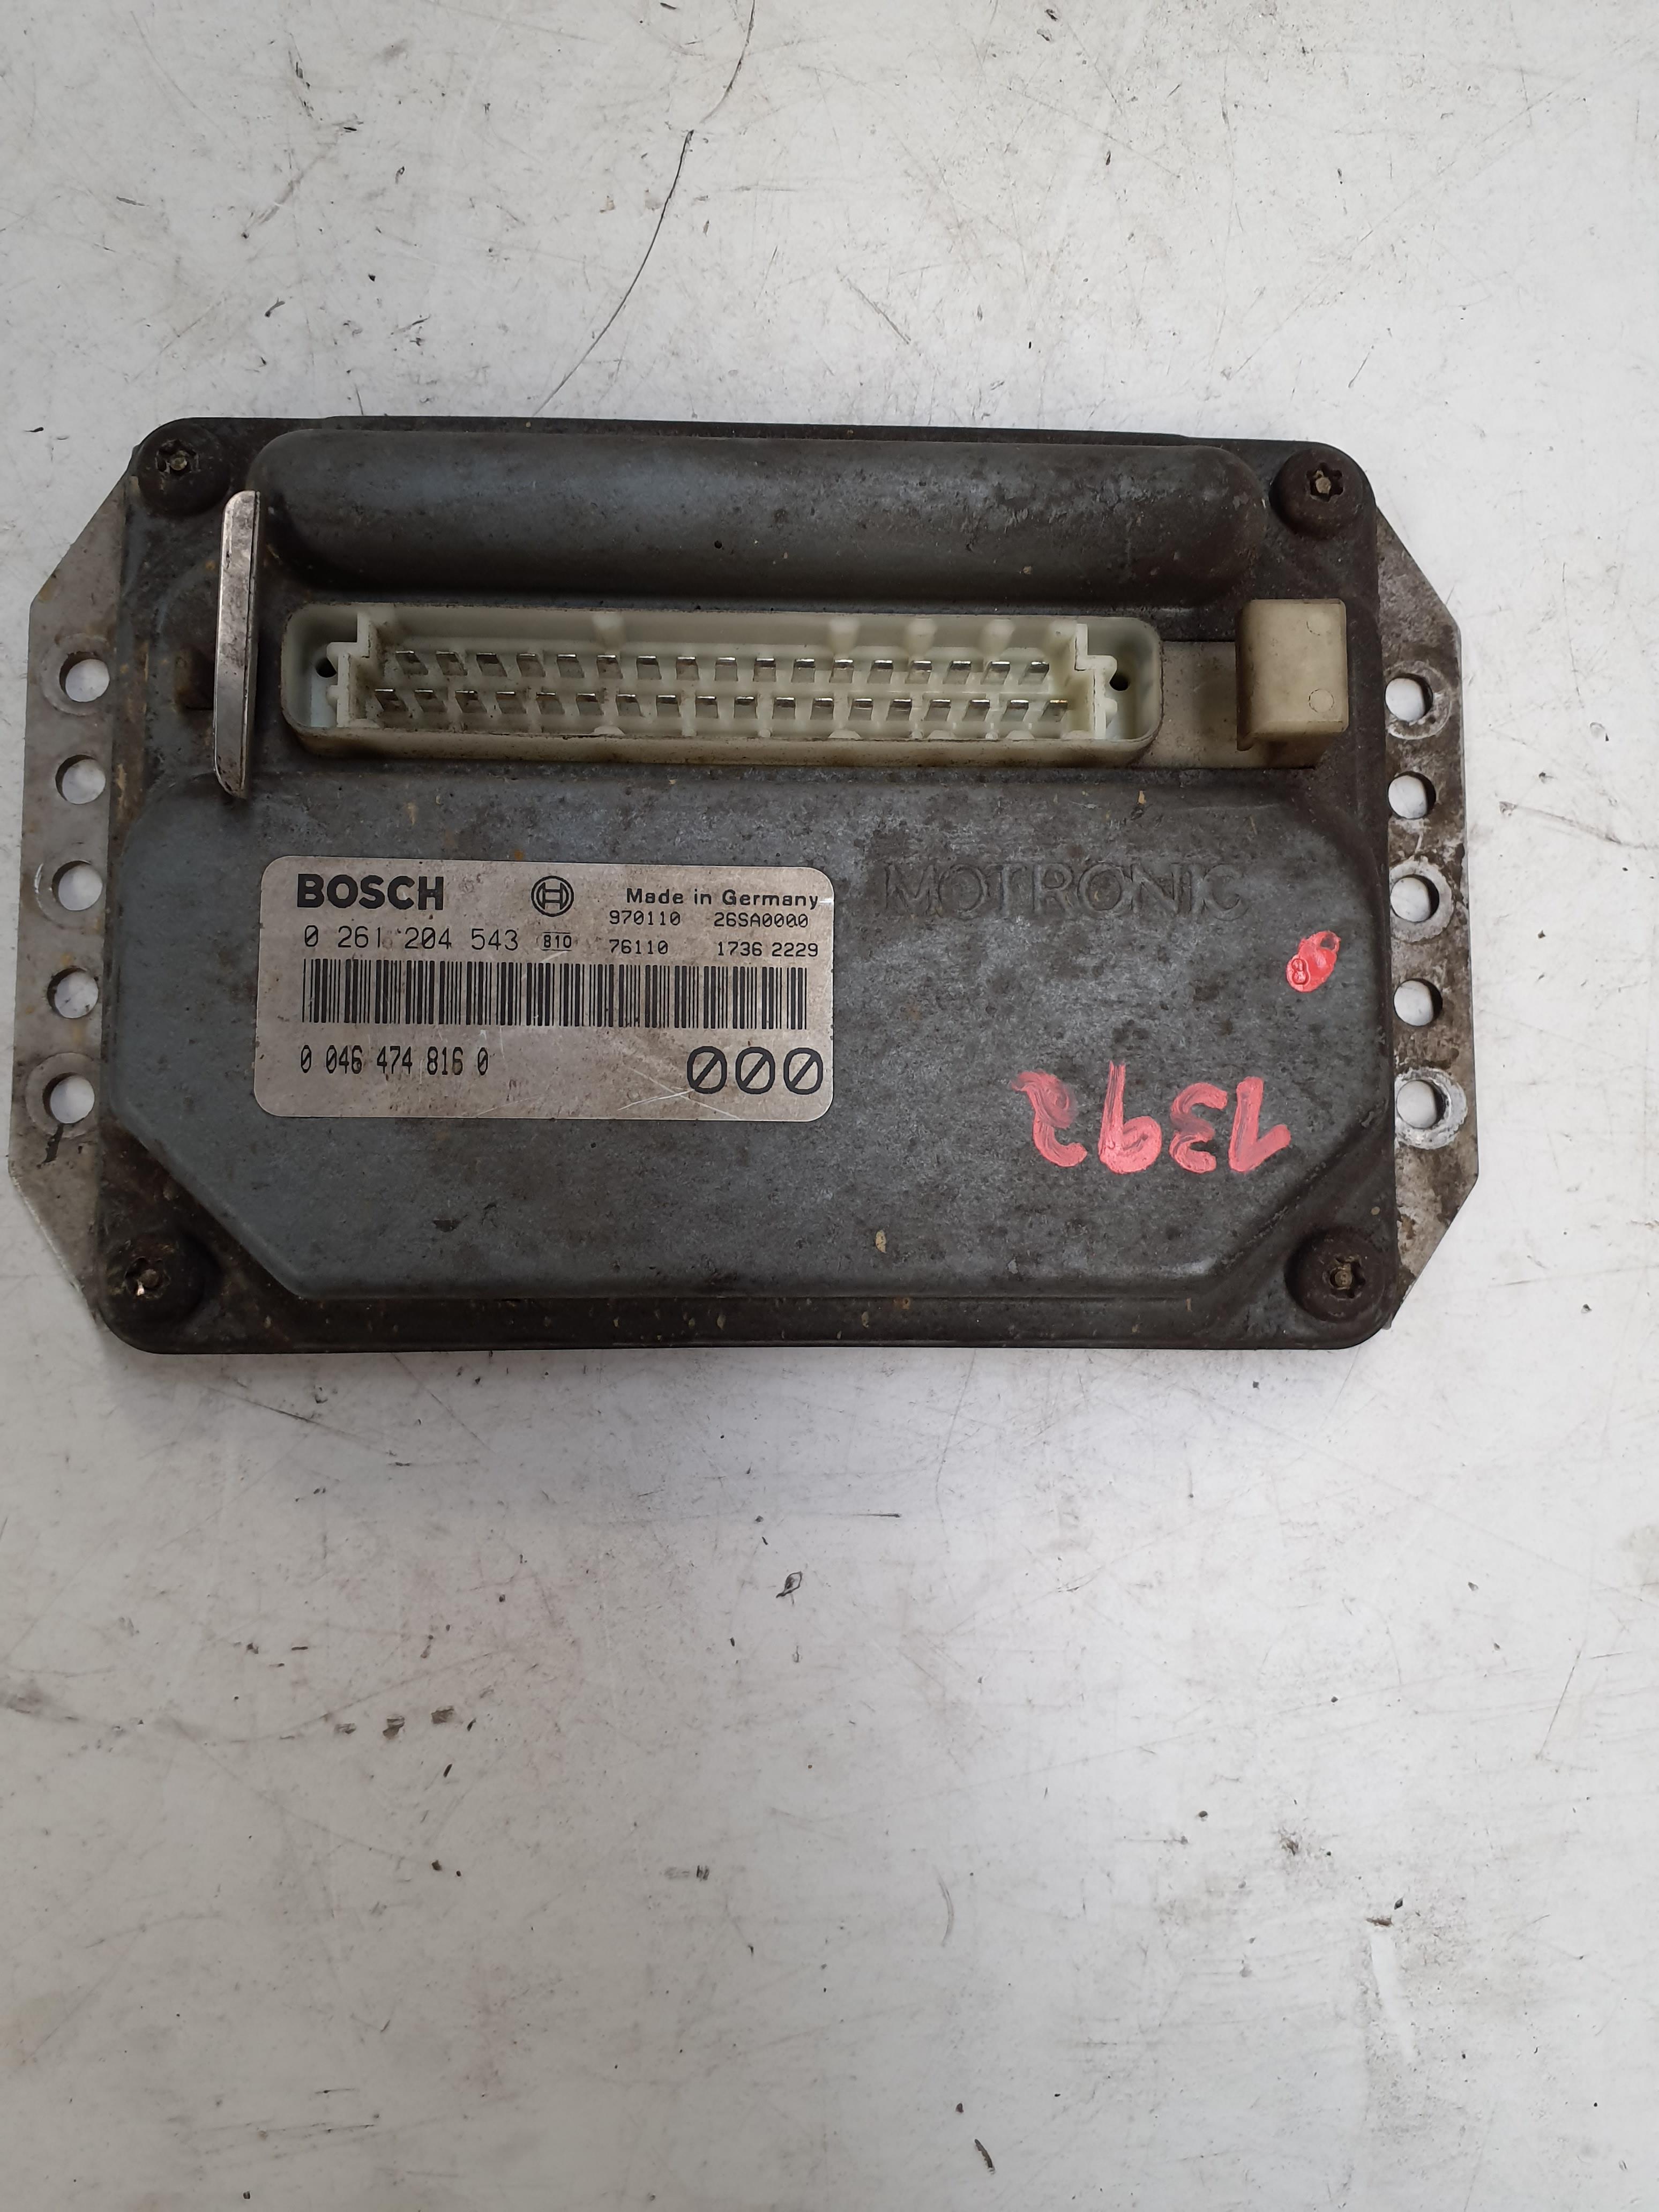 BOSCH Made in Germany
970110 26SA0000
0 261 204 543 810 76110 1736 2229
0 046 474 816 0 000
MOTRONIC
8
1392